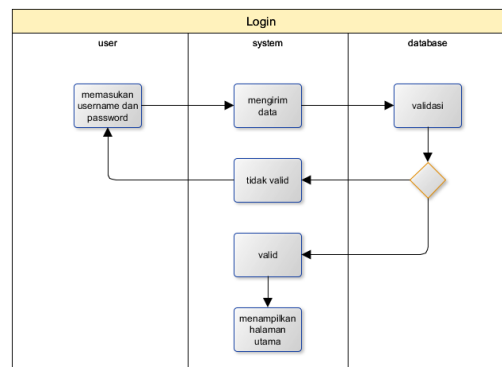 Login
user
system
database
memasukan
username dan
password
mengirim
data
validasi
tidak valid
valid
menampilkan
halaman
utama